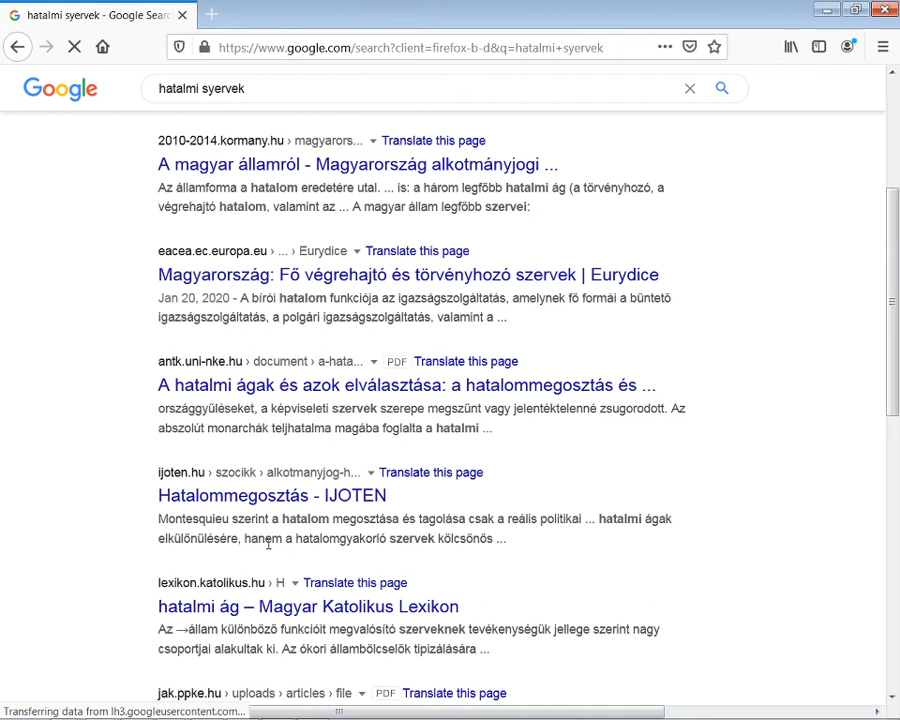 hatalmi syervek - Google Searc
https://www.google.com/search?client=firefox-b-d&q=hatalmi+syervek
Google
hatalmi syervek
2010-2014.kormany.hu › magyarors... Translate this page
A magyar államról - Magyarország alkotmányjogi ...
Az államforma a hatalom eredetére utal. ... is: a három legfőbb hatalmi ág (a törvényhozó, a
végrehajtó hatalom, valamint az ... A magyar állam legfőbb szervei:
eacea.ec.europa.eu › ... › Eurydice Translate this page
Magyarország: Fő végrehajtó és törvényhozó szervek | Eurydice
Jan 20, 2020 - A bírói hatalom funkciója az igazságszolgáltatás, amelynek fő formái a büntető
igazságszolgáltatás, a polgári igazságszolgáltatás, valamint a ...
antk.uni-nke.hu › document › a-hata... PDF Translate this page
A hatalmi ágak és azok elválasztása: a hatalommegosztás és ...
országgyűléseket, a képviseleti szervek szerepe megszűnt vagy jelentéktelenné zsugorodott. Az
abszolút monarchák teljhatalma magába foglalta a hatalmi ...
ijoten.hu › szocikk › alkotmanyjog-h... Translate this page
Hatalommegosztás - IJOTEN
Montesquieu szerint a hatalom megosztása és tagolása csak a reális politikai ... hatalmi ágak
elkülönülésére, hanem a hatalomgyakorló szervek kölcsönös ...
lexikon.katolikus.hu › H Translate this page
hatalmi ág – Magyar Katolikus Lexikon
Az →állam különböző funkcióit megvalósító szerveknek tevékenységük jellege szerint nagy
csoportjai alakultak ki. Az ókori állambölcselők tipizálására ...
jak.ppke.hu › uploads › articles › file PDF Translate this page
Transferring data from lh3.googleusercontent.com...